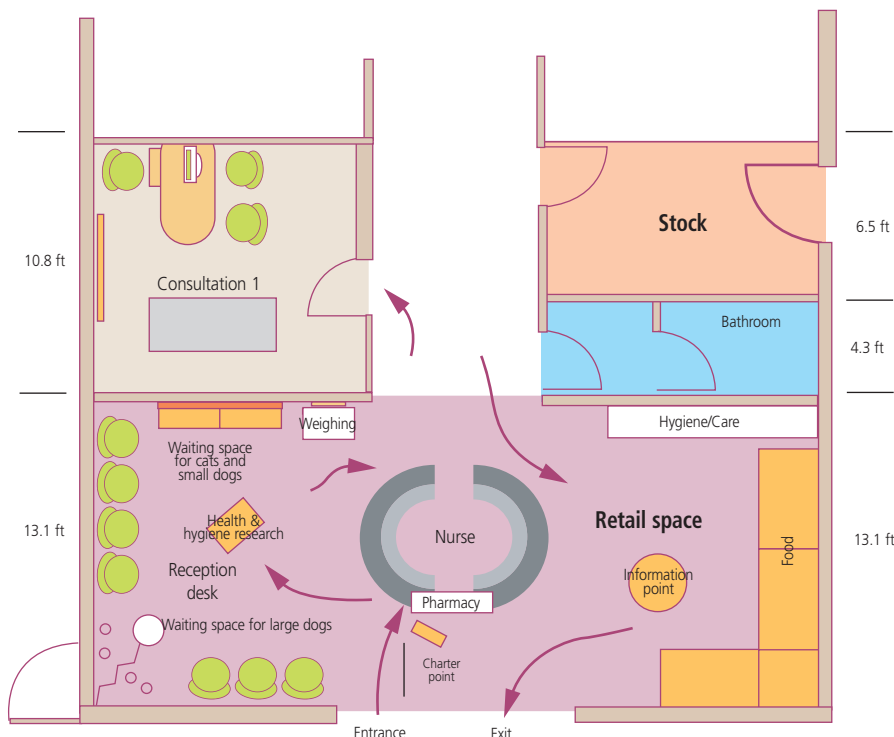 Stock
10.8 ft
6.5 ft
Consultation 1
Bathroom
4.3 ft
Weighing
Hygiene/Care
Waiting space
for cats and
small dogs
13.1 ft
Health &
hygiene research
Nurse
Retail space
Food
13.1 ft
Reception
desk
Information
point
Pharmacy
Waiting space for large dogs
Charter
point
Entrance
Exit